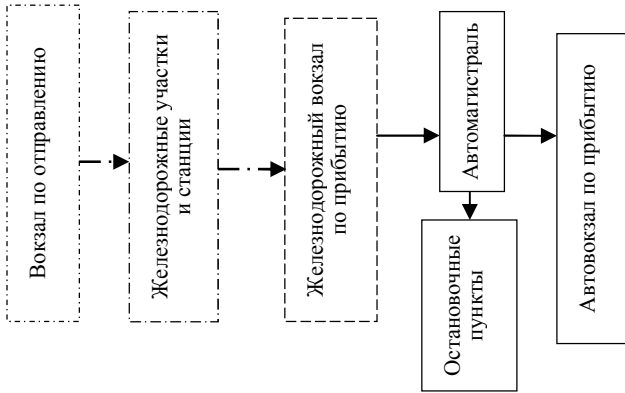 Вокзал по отправлению
Железнодорожные участки
и станции
Железнодорожный вокзал
по прибытию
Автомагистраль
Остановочные
пункты
Автовокзал по прибытию